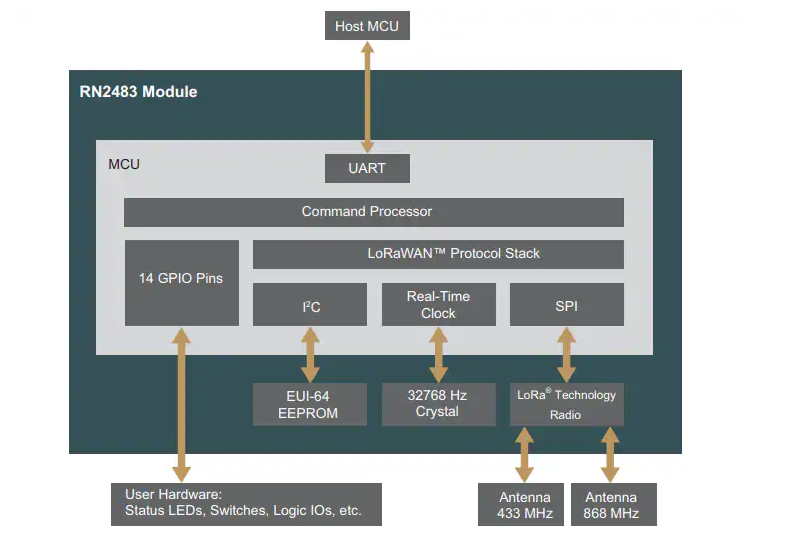 Host MCU
RN2483 Module
MCU
UART
Command Processor
LoRaWAN™ Protocol Stack
14 GPIO Pins
I²C
Real-Time
Clock
SPI
EUI-64
EEPROM
32768 Hz
Crystal
LoRa® Technology
Radio
User Hardware:
Status LEDs, Switches, Logic IOs, etc.
Antenna
433 MHz
Antenna
868 MHz